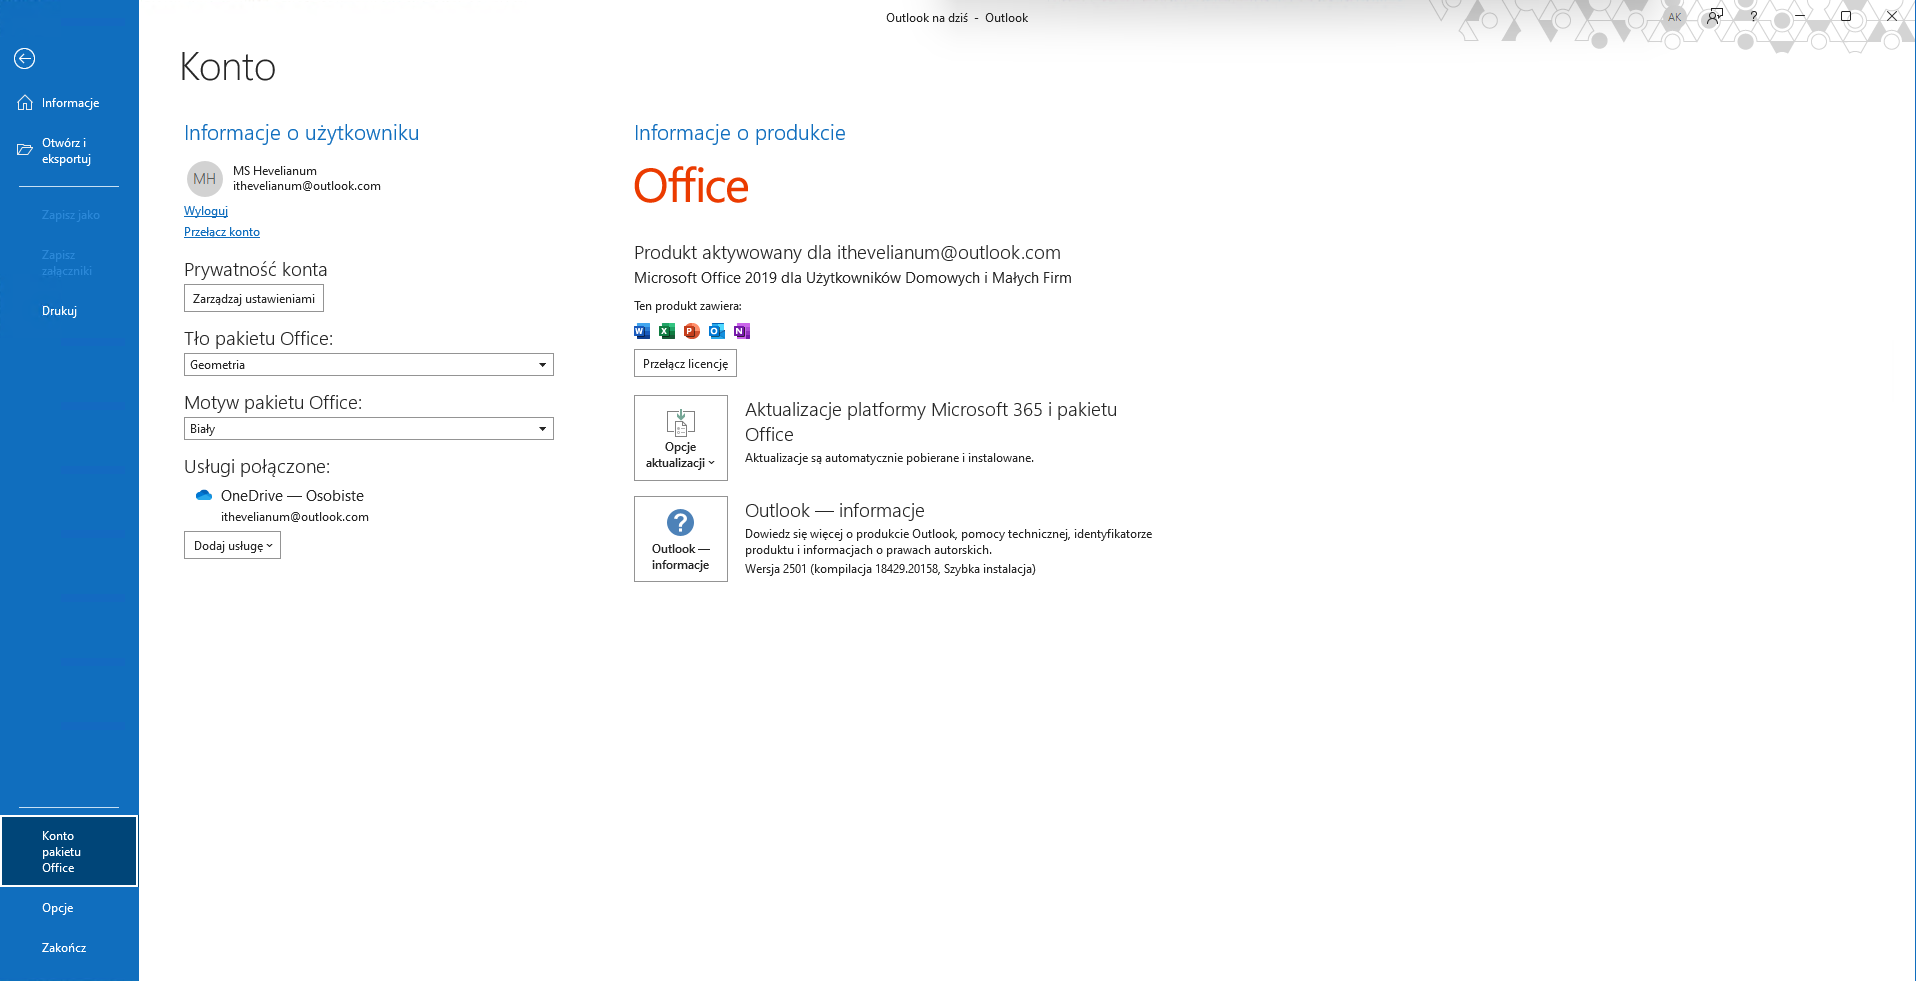 Outlook na dziś - Outlook
AK
?
Informacje
Otwórz i
eksportuj
Zapisz jako
Zapisz
załączniki
Drukuj
Konto
pakietu
Office
Opcje
Zakończ
Konto
Informacje o użytkowniku
MH
MS Hevelianum
ithevelianum@outlook.com
Wyloguj
Przełącz konto
Prywatność konta
Zarządzaj ustawieniami
Tło pakietu Office:
Geometria
Motyw pakietu Office:
Biały
Usługi połączone:
OneDrive — Osobiste
ithevelianum@outlook.com
Dodaj usługę
Informacje o produkcie
Office
Produkt aktywowany dla ithevelianum@outlook.com
Microsoft Office 2019 dla Użytkowników Domowych i Małych Firm
Ten produkt zawiera:
W X P O N
Przełącz licencję
Opcje
aktualizacji
Aktualizacje platformy Microsoft 365 i pakietu
Office
Aktualizacje są automatycznie pobierane i instalowane.
?
Outlook —
informacje
Outlook — informacje
Dowiedz się więcej o produkcie Outlook, pomocy technicznej, identyfikatorze
produktu i informacjach o prawach autorskich.
Wersja 2501 (kompilacja 18429.20158, Szybka instalacja)